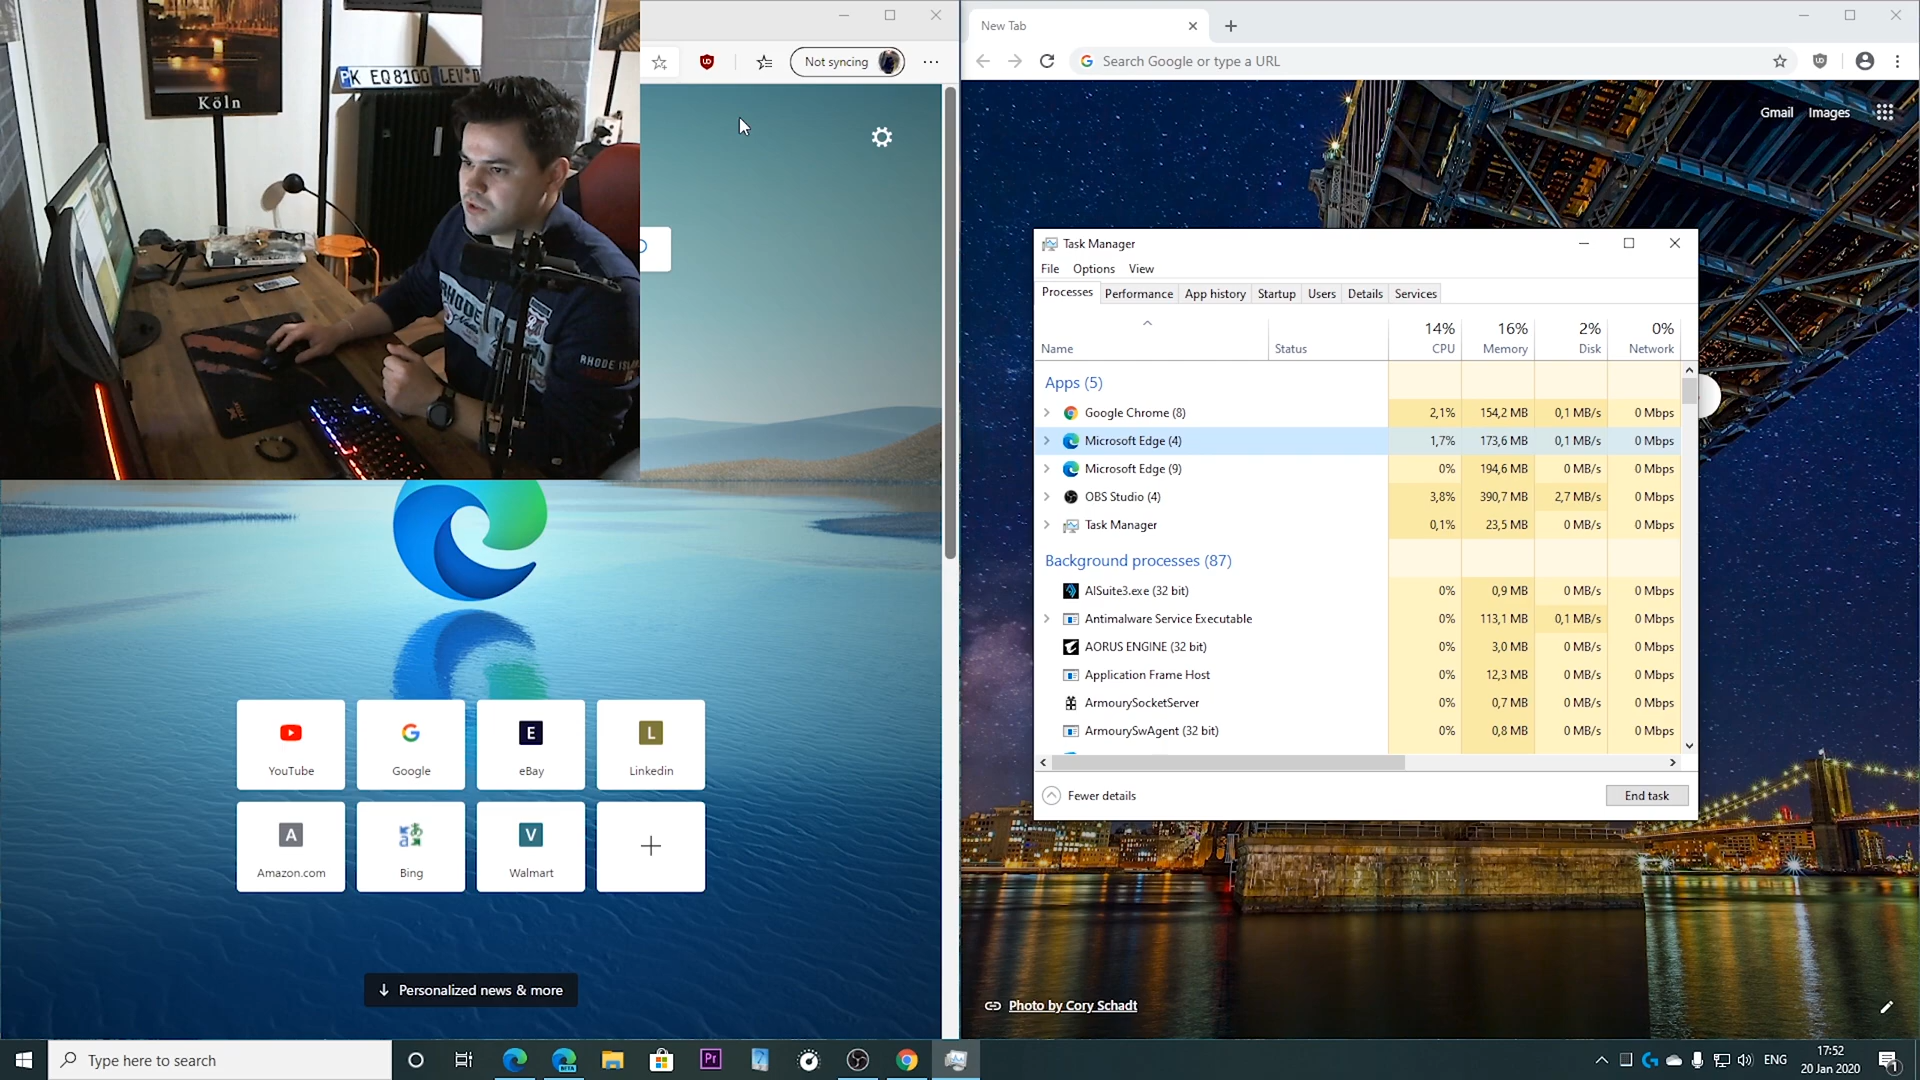 Köln
K EQ 8100
LEV D
RHODE
RHODE ISL
Not syncing
New Tab
Search Google or type a URL
Gmail
Images
Task Manager
File
Options
View
Processes
Performance
App history
Startup
Users
Details
Services
14%
16%
2%
0%
Name
Status
CPU
Memory
Disk
Network
Apps (5)
Google Chrome (8) 2,1% 154,2 MB 0,1 MB/s 0 Mbps
Microsoft Edge (4) 1,7% 173,6 MB 0,1 MB/s 0 Mbps
Microsoft Edge (9) 0% 194,6 MB 0 MB/s 0 Mbps
OBS Studio (4) 3,8% 390,7 MB 2,7 MB/s 0 Mbps
Task Manager 0,1% 23,5 MB 0 MB/s 0 Mbps
Background processes (87)
AISuite3.exe (32 bit) 0% 0,9 MB 0 MB/s 0 Mbps
Antimalware Service Executable 0% 113,1 MB 0,1 MB/s 0 Mbps
AORUS ENGINE (32 bit) 0% 3,0 MB 0 MB/s 0 Mbps
Application Frame Host 0% 12,3 MB 0 MB/s 0 Mbps
ArmourySocketServer 0% 0,7 MB 0 MB/s 0 Mbps
ArmourySwAgent (32 bit) 0% 0,8 MB 0 MB/s 0 Mbps
Fewer details
End task
YouTube
Google
E
eBay
L
Linkedin
A
Amazon.com
Bing
V
Walmart
Personalized news & more
Photo by Cory Schadt
Type here to search
BETA
Pr
ENG
17:52
20 Jan 2020
1